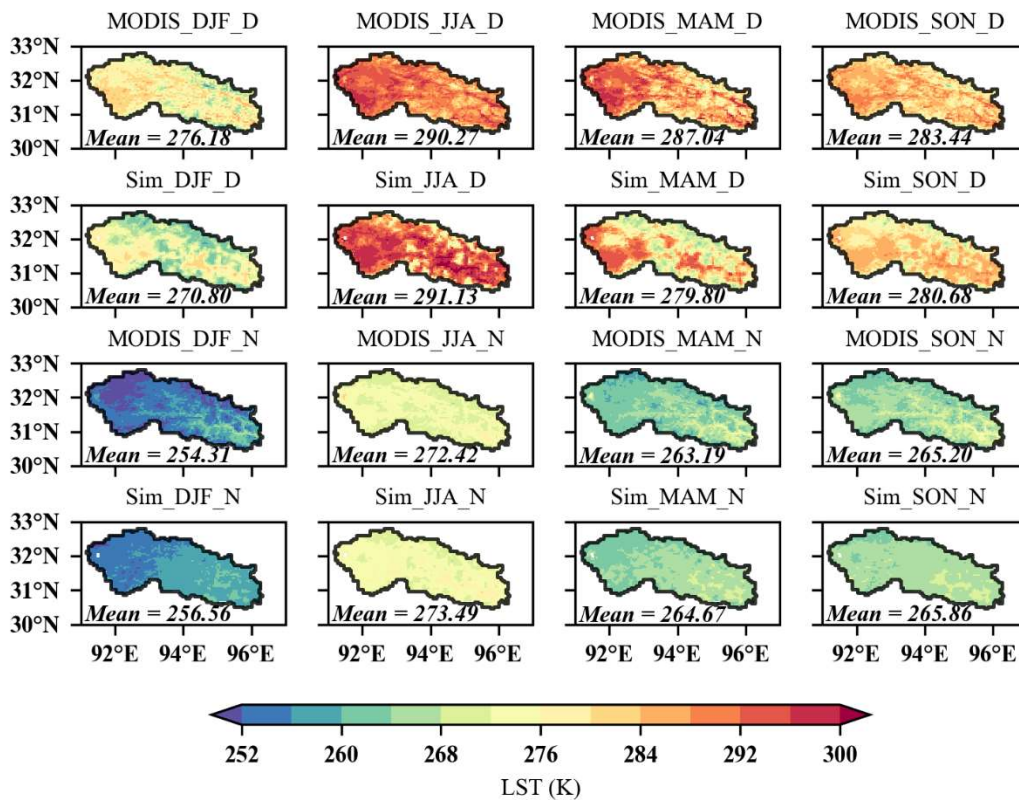 MODIS_DJF_D MODIS_JJA_D MODIS_MAM_D MODIS_SON_D
33°N
32°N
31°N
30°N
Mean = 276.18 Mean = 290.27 Mean = 287.04 Mean = 283.44
Sim_DJF_D Sim_JJA_D Sim_MAM_D Sim_SON_D
33°N
32°N
31°N
30°N
Mean = 270.80 Mean = 291.13 Mean = 279.80 Mean = 280.68
MODIS_DJF_N MODIS_JJA_N MODIS_MAM_N MODIS_SON_N
33°N
32°N
31°N
30°N
Mean = 254.31 Mean = 272.42 Mean = 263.19 Mean = 265.20
Sim_DJF_N Sim_JJA_N Sim_MAM_N Sim_SON_N
33°N
32°N
31°N
30°N
Mean = 256.56 Mean = 273.49 Mean = 264.67 Mean = 265.86
92°E 94°E 96°E 92°E 94°E 96°E 92°E 94°E 96°E 92°E 94°E 96°E
252 260 268 276 284 292 300
LST (K)